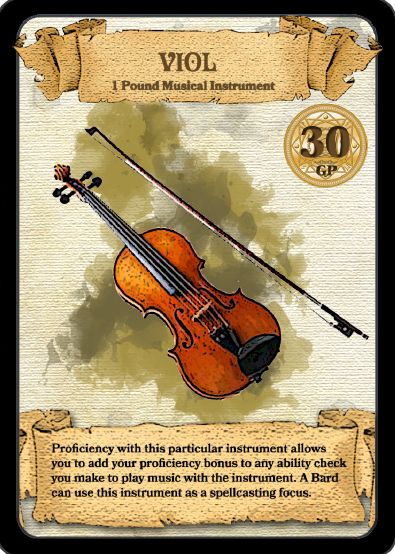 VIOL
1 Pound Musical Instrument
30
GP
Proficiency with this particular instrument allows
you to add your proficiency bonus to any ability check
you make to play music with the instrument. A Bard
can use this instrument as a spellcasting focus.